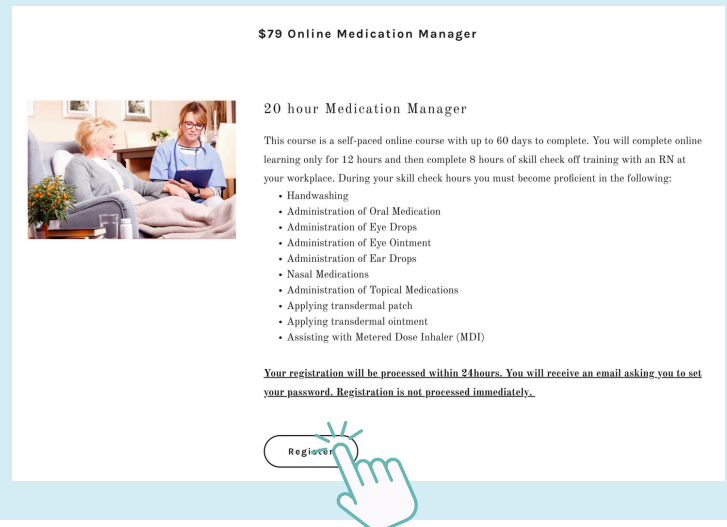 $79 Online Medication Manager
20 hour Medication Manager
This course is a self-paced online course with up to 60 days to complete. You will complete online
learning only for 12 hours and then complete 8 hours of skill check off training with an RN at
your workplace. During your skill check hours you must become proficient in the following:
• Handwashing
• Administration of Oral Medication
• Administration of Eye Drops
• Administration of Eye Ointment
• Administration of Ear Drops
• Nasal Medications
• Administration of Topical Medications
• Applying transdermal patch
• Applying transdermal ointment
• Assisting with Metered Dose Inhaler (MDI)
Your registration will be processed within 24hours. You will receive an email asking you to set
your password. Registration is not processed immediately.
Register